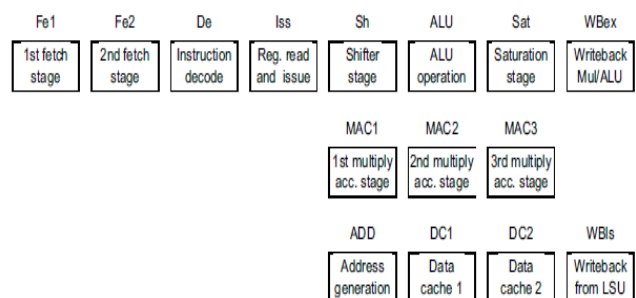 Fe1 Fe2 De Iss Sh ALU Sat WBex
1st fetch 2nd fetch Instruction Reg. read Shifter ALU Saturation Writeback
stage stage decode and issue stage operation stage Mul/ALU
MAC1 MAC2 MAC3
1st multiply 2nd multiply 3rd multiply
acc. stage acc. stage acc. stage
ADD DC1 DC2 WBls
Address Data Data Writeback
generation cache 1 cache 2 from LSU